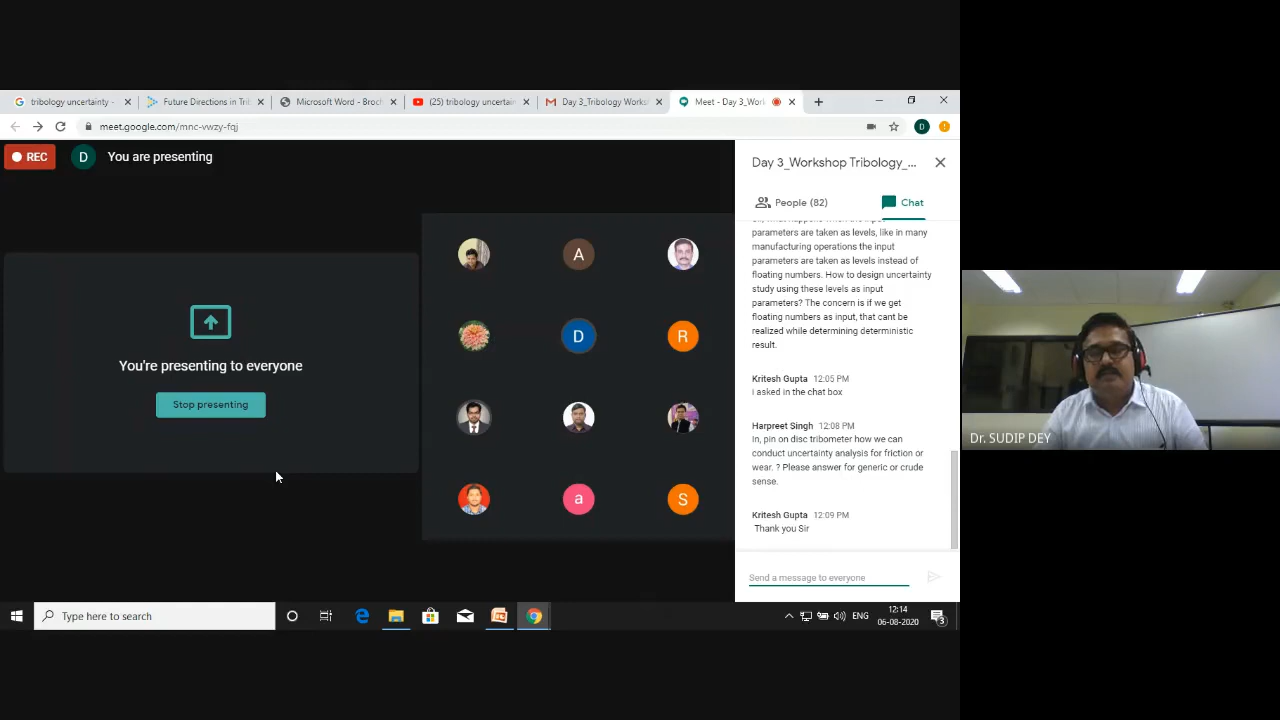 tribology uncertainty -
Future Directions in Trib
Microsoft Word - Broch
(25) tribology uncertain
Day 3_Tribology Worksh
Meet - Day 3_Work
meet.google.com/mnc-vwzy-fqj
D
REC
D
You are presenting
Day 3_Workshop Tribology_...
People (82)
Chat
parameters are taken as levels, like in many
manufacturing operations the input
parameters are taken as levels instead of
floating numbers. How to design uncertainty
study using these levels as input
parameters? The concern is if we get
floating numbers as input, that cant be
realized while determining deterministic
result.
Kritesh Gupta 12:05 PM
i asked in the chat box
Harpreet Singh 12:08 PM
In, pin on disc tribometer how we can
conduct uncertainty analysis for friction or
wear. ? Please answer for generic or crude
sense.
Kritesh Gupta 12:09 PM
Thank you Sir
Send a message to everyone
You're presenting to everyone
Stop presenting
A
D
R
a
S
Dr. SUDIP DEY
Type here to search
ENG
12:14
06-08-2020
3